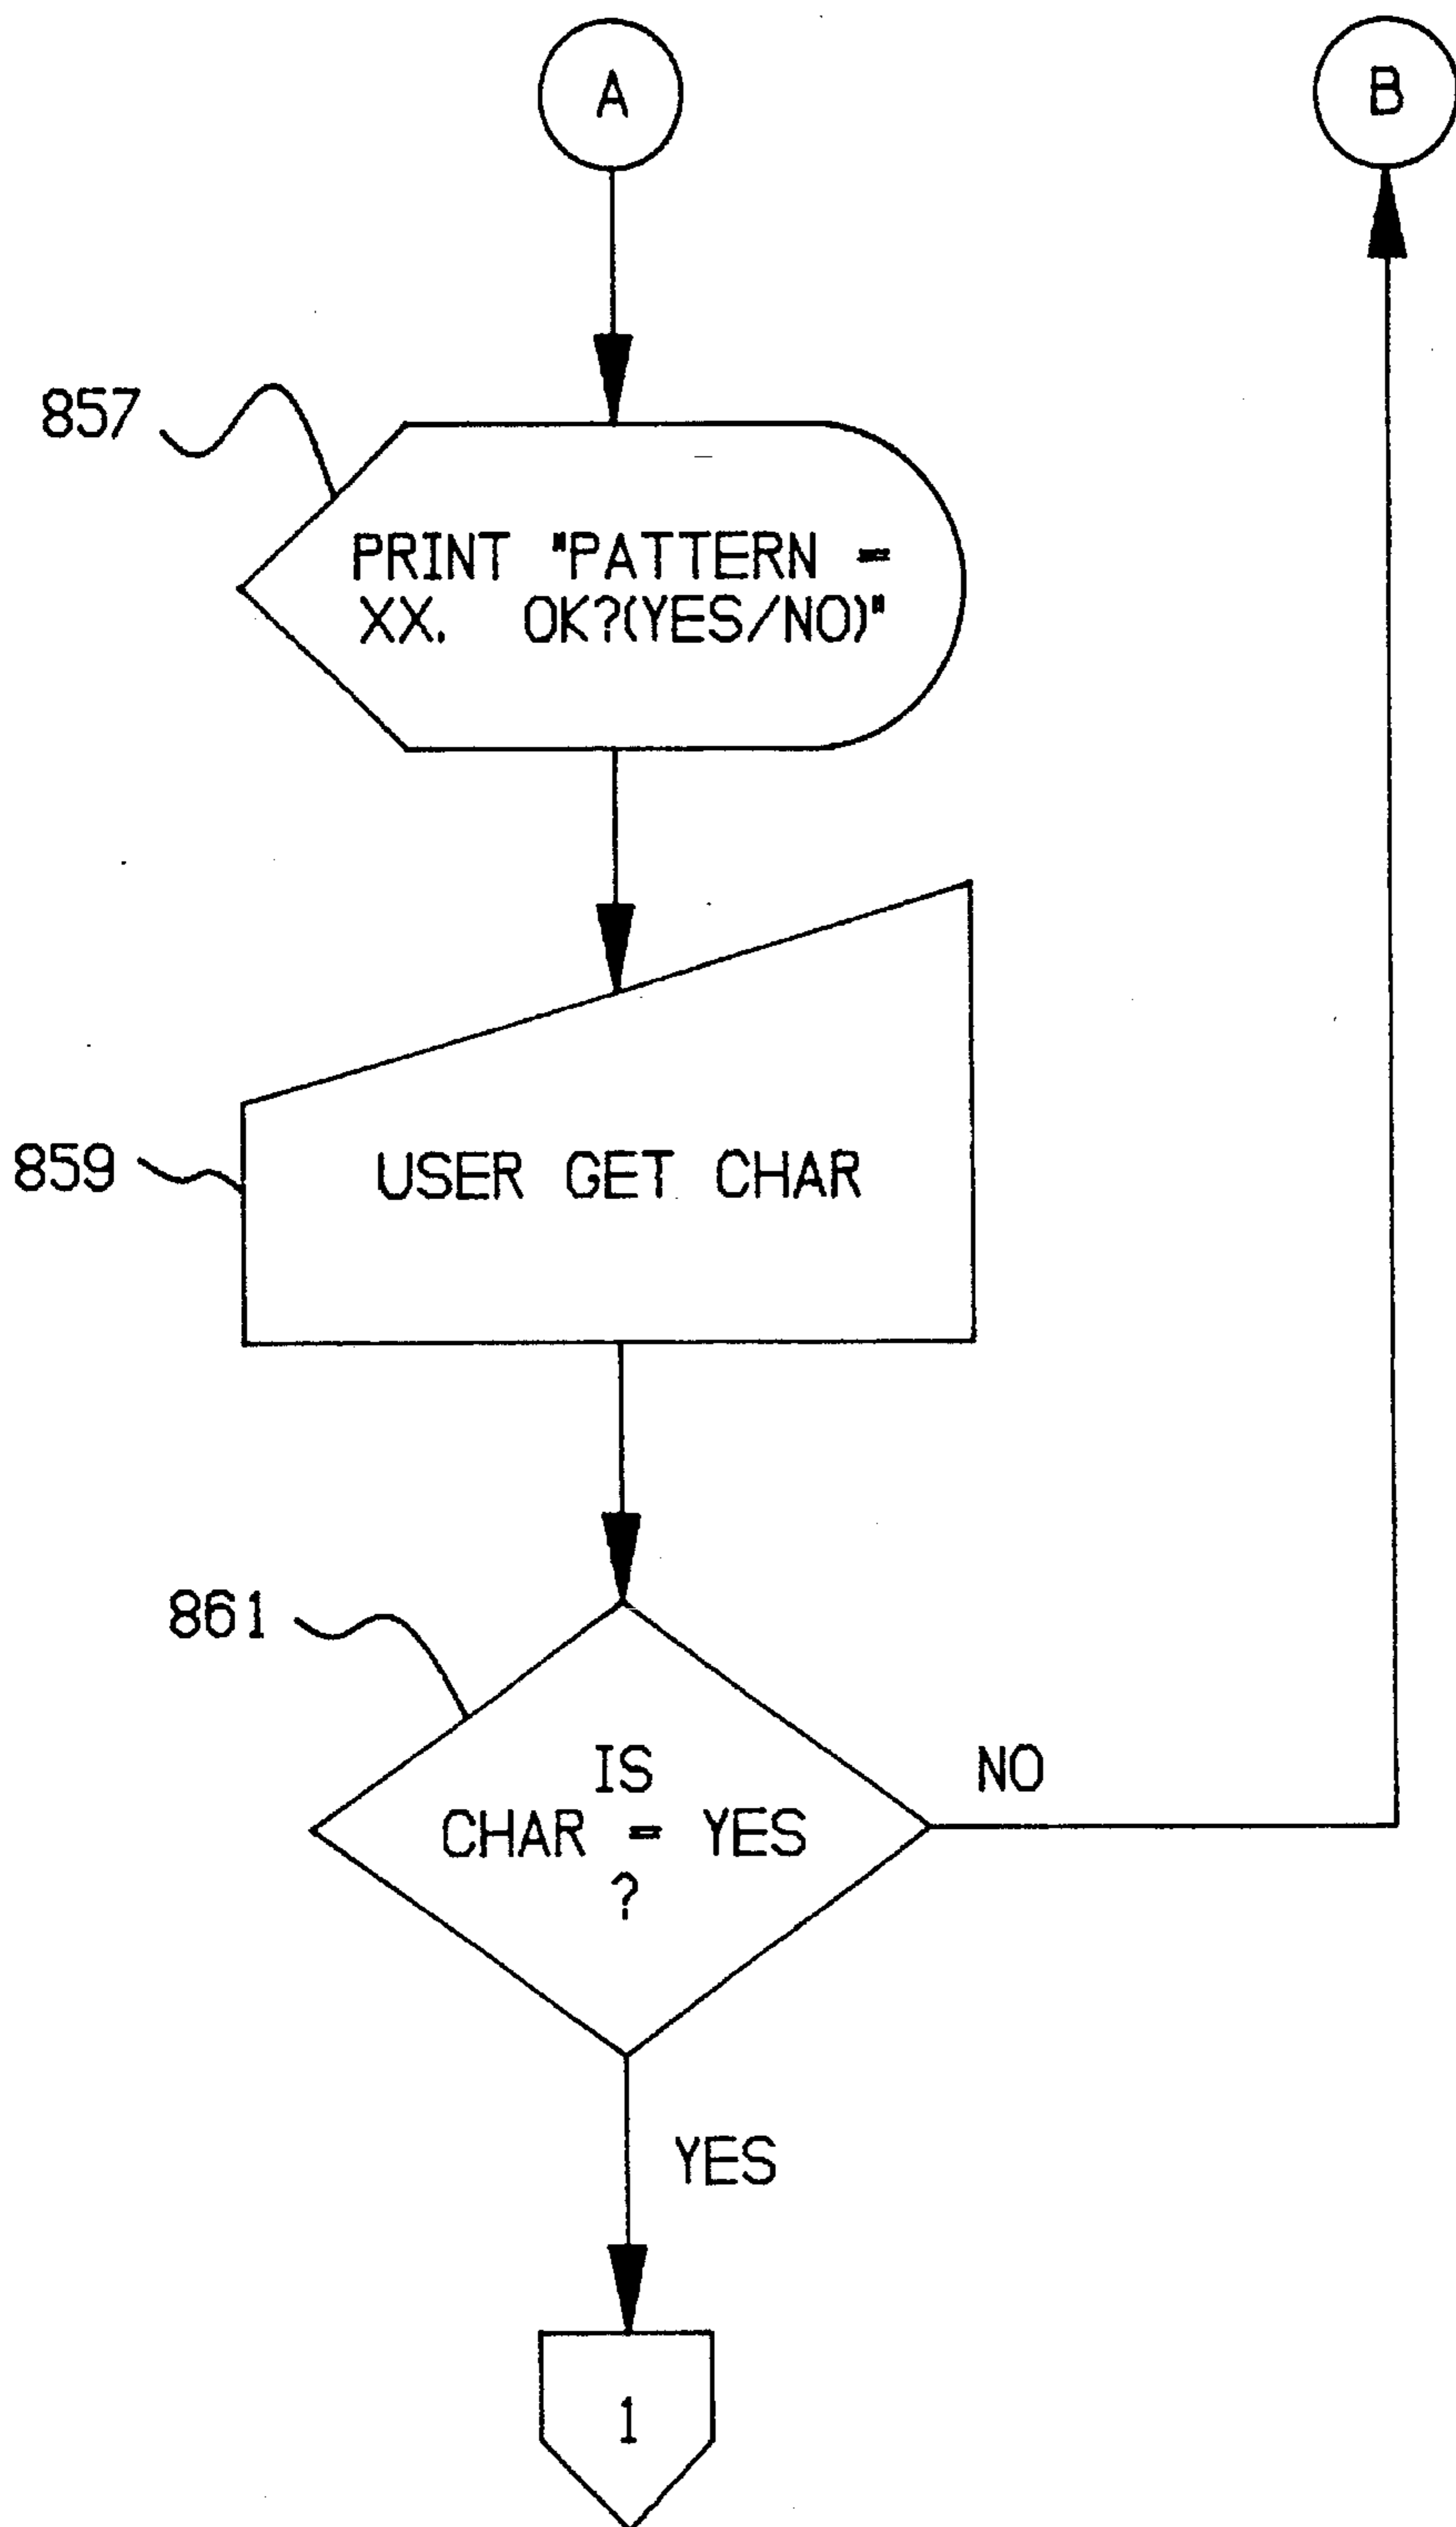 A
B
857
PRINT "PATTERN =
XX. OK?(YES/NO)"
859
USER GET CHAR
861
IS
CHAR = YES
?
NO
YES
1